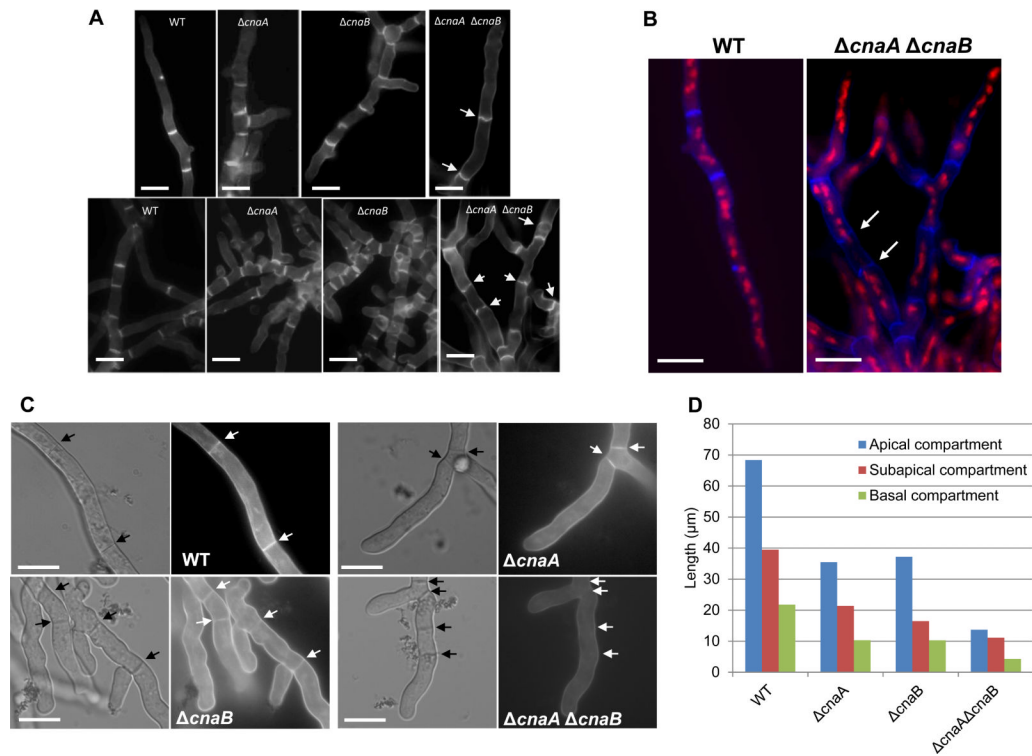 A
WT
ΔcnaA
ΔcnaB
ΔcnaA ΔcnaB
WT
ΔcnaA
ΔcnaB
ΔcnaA ΔcnaB
B
WT
ΔcnaA ΔcnaB
C
WT
ΔcnaA
ΔcnaB
ΔcnaA ΔcnaB
D
80
70
60
50
40
30
20
10
0
Length (µm)
Apical compartment
Subapical compartment
Basal compartment
WT
ΔcnaA
ΔcnaB
ΔcnaAΔcnaB